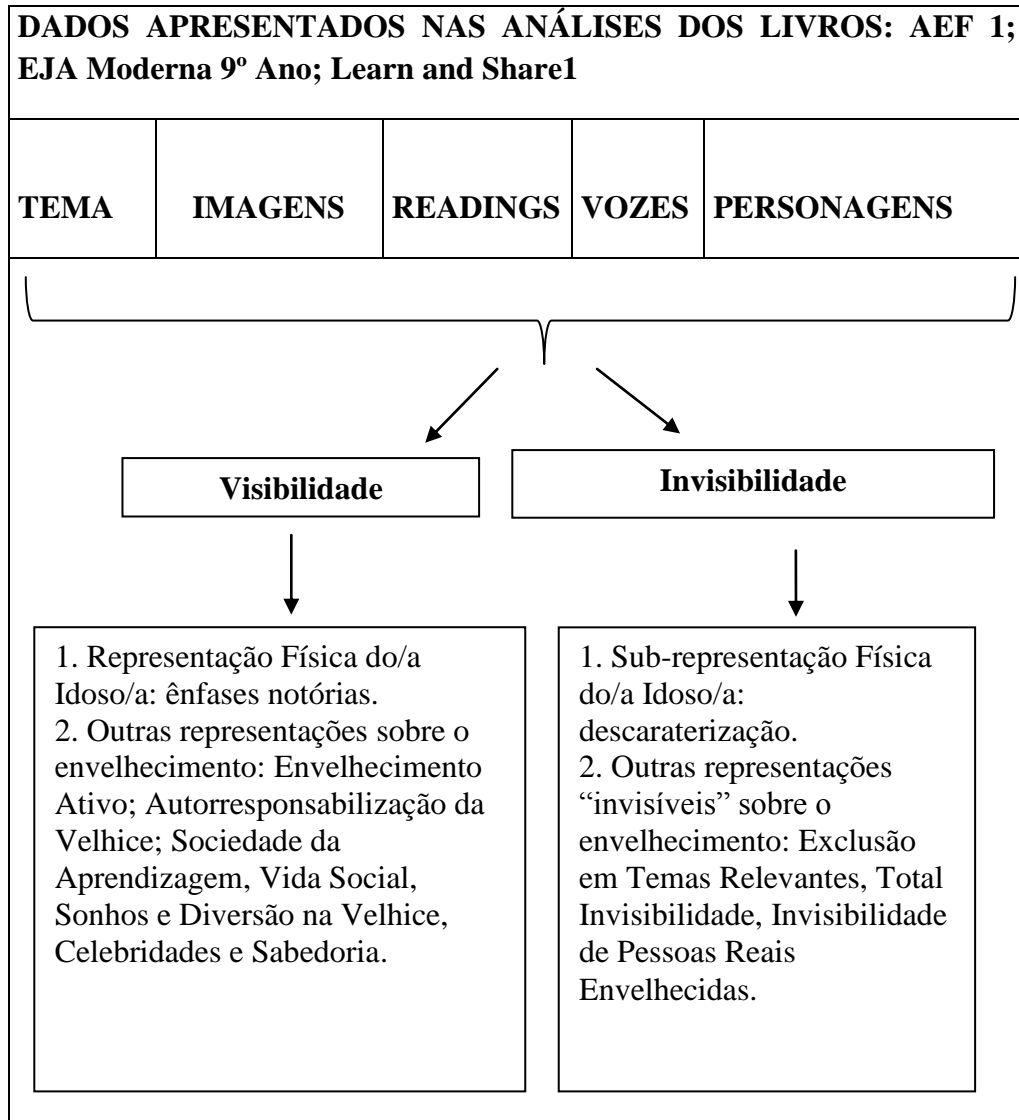 DADOS APRESENTADOS NAS ANÁLISES DOS LIVROS: AEF 1;
EJA Moderna 9º Ano; Learn and Share1
TEMA IMAGENS READINGS VOZES PERSONAGENS
Visibilidade
Invisibilidade
1. Representação Física do/a
Idoso/a: ênfases notórias.
2. Outras representações sobre o
envelhecimento: Envelhecimento
Ativo; Autorresponsabilização da
Velhice; Sociedade da
Aprendizagem, Vida Social,
Sonhos e Diversão na Velhice,
Celebridades e Sabedoria.
1. Sub-representação Física
do/a Idoso/a:
descaraterização.
2. Outras representações
“invisíveis” sobre o
envelhecimento: Exclusão
em Temas Relevantes, Total
Invisibilidade, Invisibilidade
de Pessoas Reais
Envelhecidas.